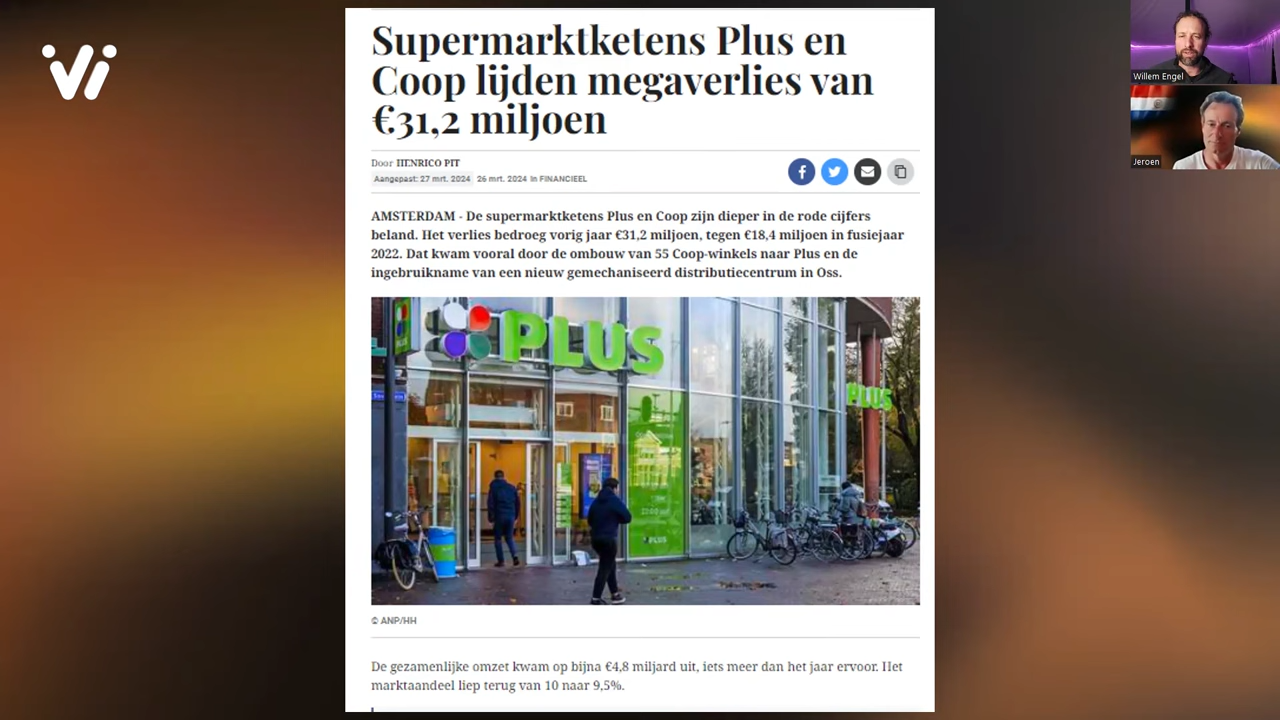 Supermarktketens Plus en
Coop lijden megaverlies van
€31,2 miljoen
Door HENRICO PIT
Aangepast: 27 mrt. 2024 26 mrt. 2024 in FINANCIEEL
AMSTERDAM - De supermarktketens Plus en Coop zijn dieper in de rode cijfers
beland. Het verlies bedroeg vorig jaar €31,2 miljoen, tegen €18,4 miljoen in fusiejaar
2022. Dat kwam vooral door de ombouw van 55 Coop-winkels naar Plus en de
ingebruikname van een nieuw gemechaniseerd distributiecentrum in Oss.
PLUS
PLUS
PLUS
© ANP/HH
De gezamenlijke omzet kwam op bijna €4,8 miljard uit, iets meer dan het jaar ervoor. Het
marktaandeel liep terug van 10 naar 9,5%.
Willem Engel
Jeroen